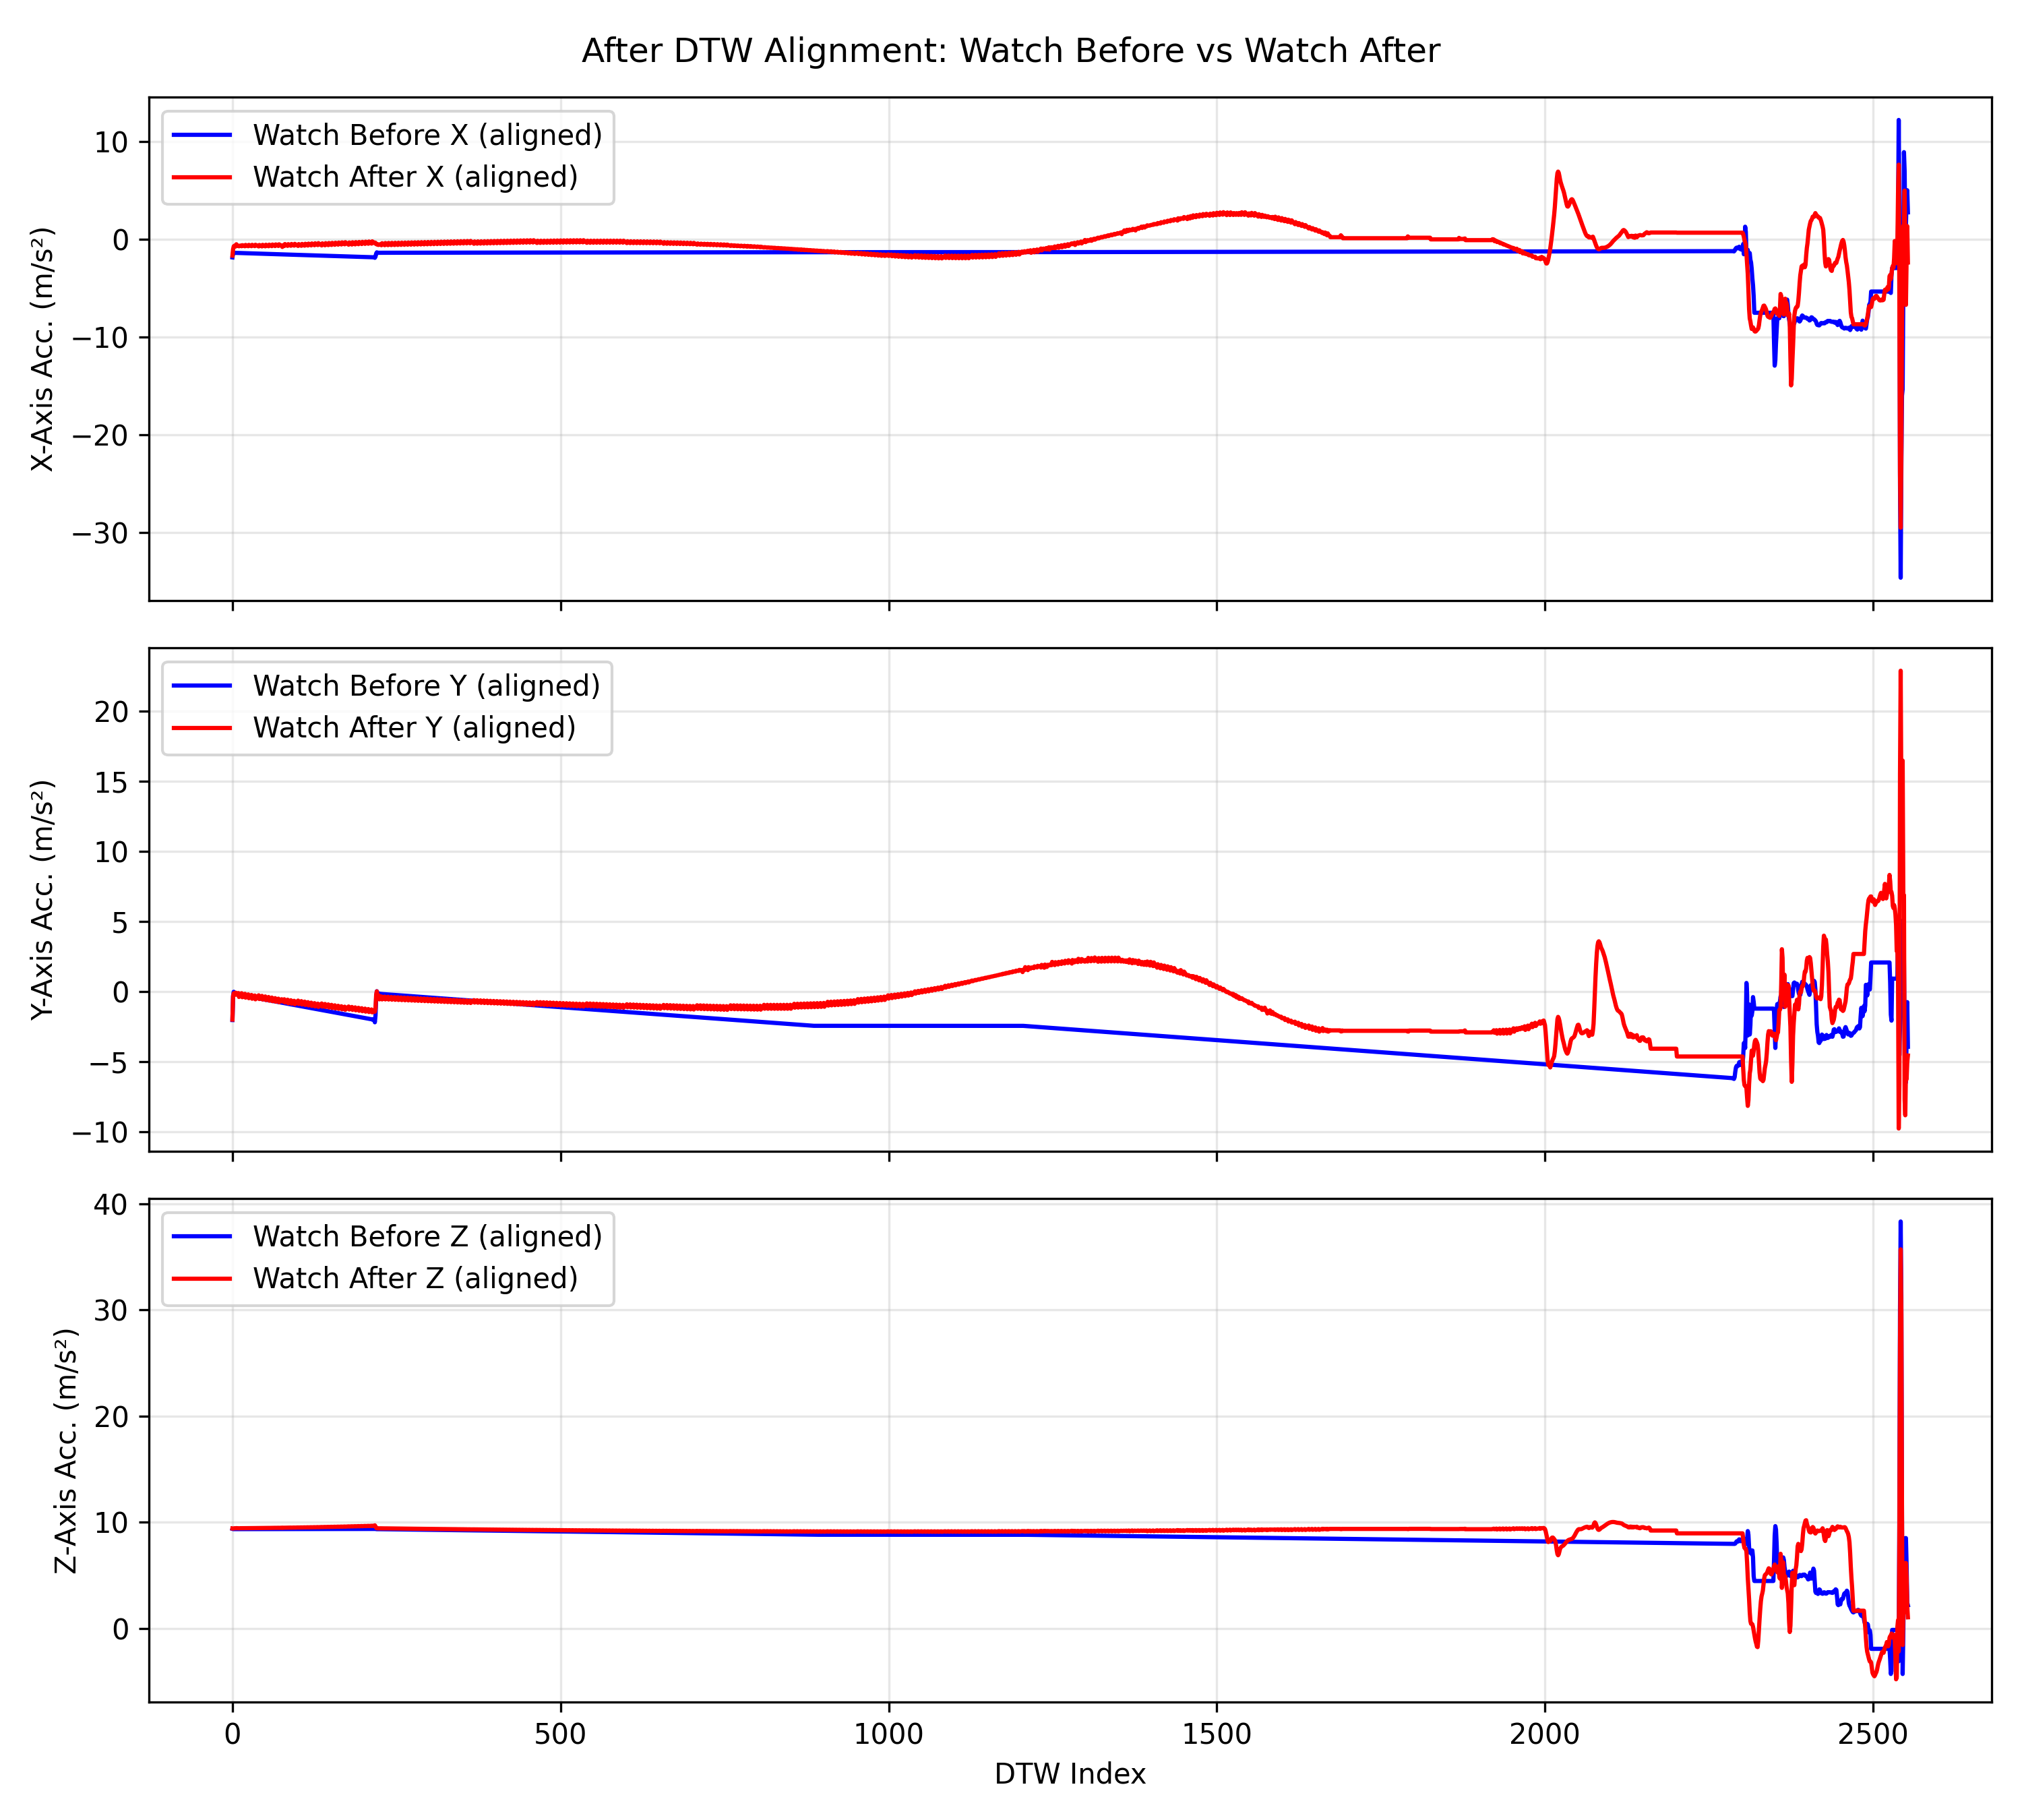 After DTW Alignment: Watch Before vs Watch After
Watch Before X (aligned)
Watch After X (aligned)
X-Axis Acc. (m/s²)
10
0
−10
−20
−30
Watch Before Y (aligned)
Watch After Y (aligned)
Y-Axis Acc. (m/s²)
20
15
10
5
0
−5
−10
Watch Before Z (aligned)
Watch After Z (aligned)
Z-Axis Acc. (m/s²)
40
30
20
10
0
0 500 1000 1500 2000 2500
DTW Index